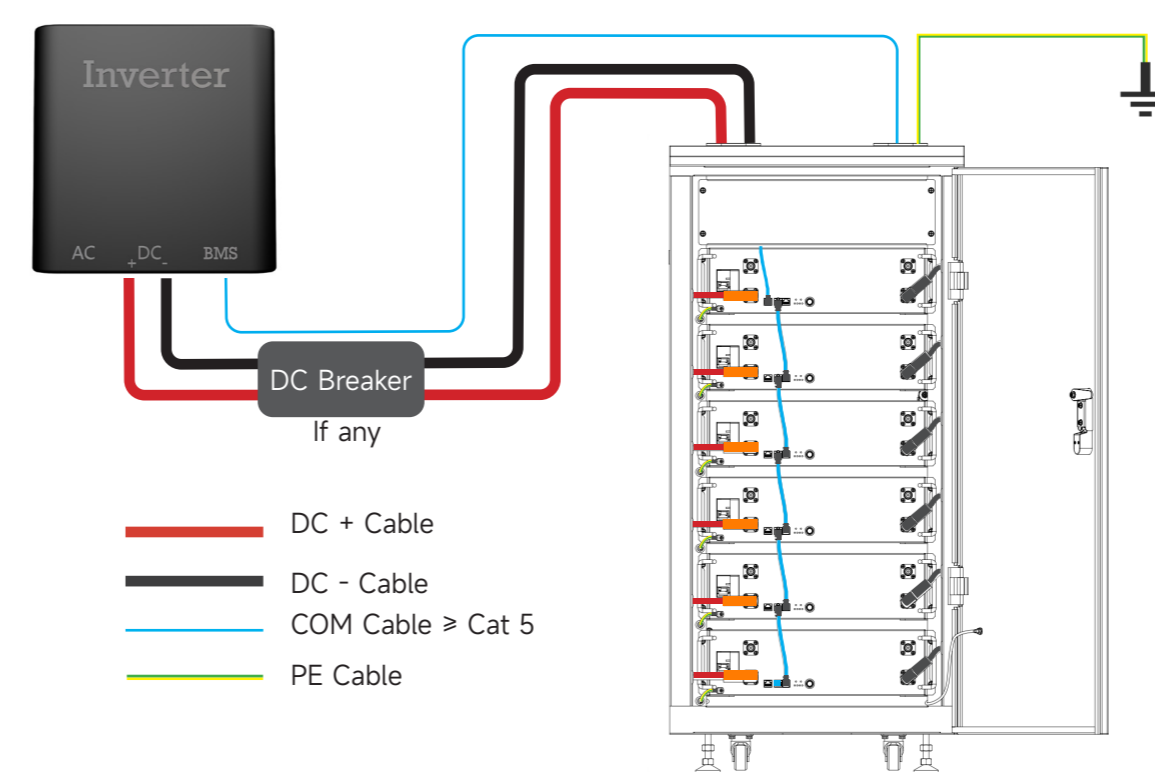 Inverter
AC
DC
+ -
BMS
DC Breaker
If any
DC + Cable
DC - Cable
COM Cable ≥ Cat 5
PE Cable